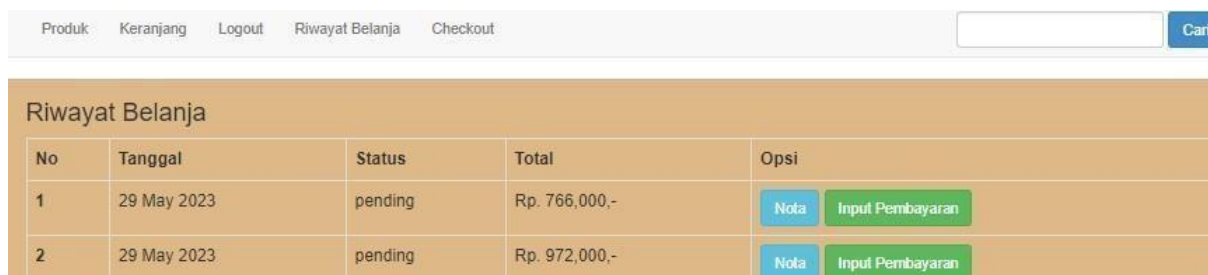 Produk Keranjang Logout Riwayat Belanja Checkout Cari
Riwayat Belanja
No Tanggal Status Total Opsi
1 29 May 2023 pending Rp. 766,000,- Nota Input Pembayaran
2 29 May 2023 pending Rp. 972,000,- Nota Input Pembayaran